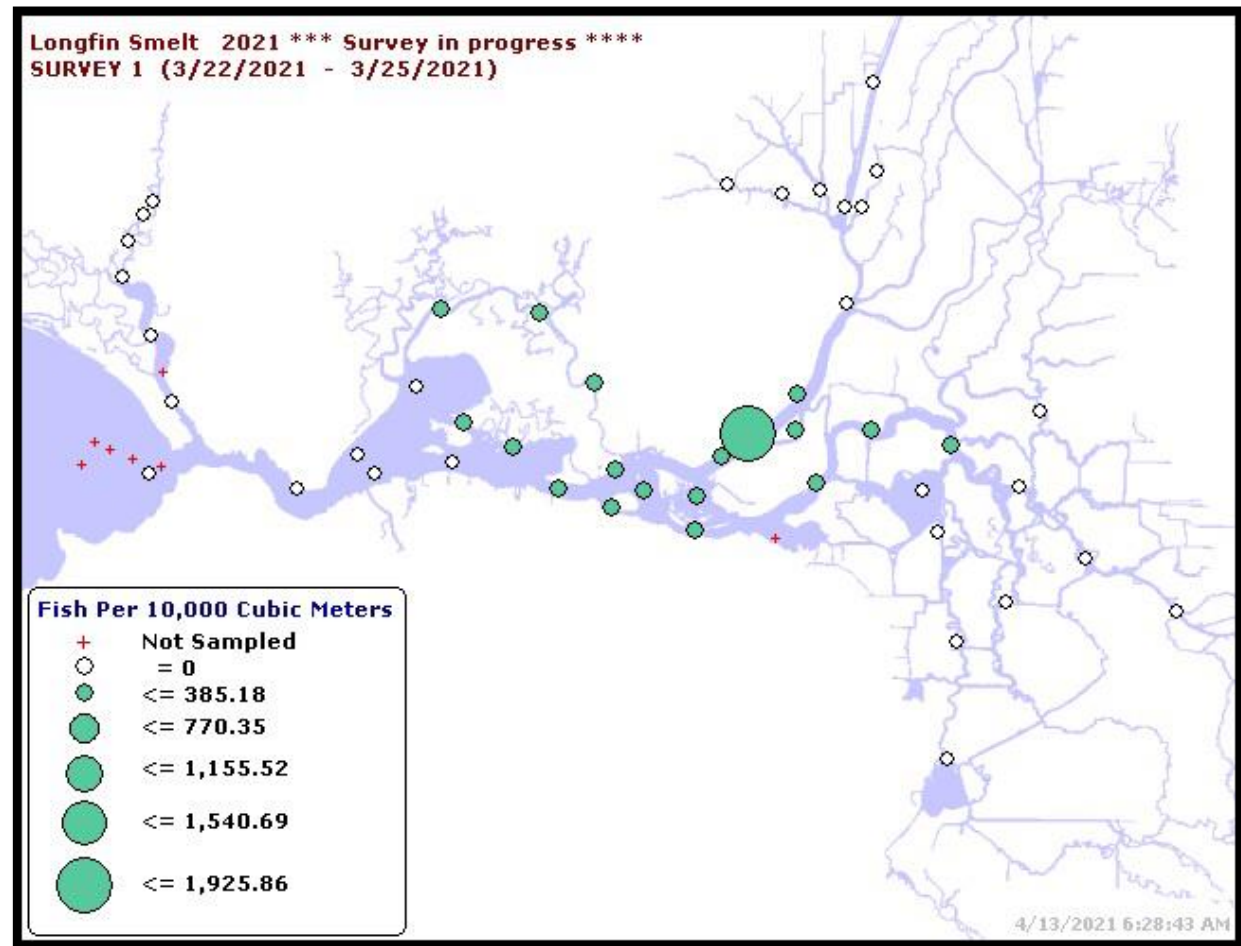 Longfin Smelt 2021 *** Survey in progress ****
SURVEY 1 (3/22/2021 - 3/25/2021)
Fish Per 10,000 Cubic Meters
+ Not Sampled
= 0
<= 385.18
<= 770.35
<= 1,155.52
<= 1,540.69
<= 1,925.86
4/13/2021 6:28:43 AM